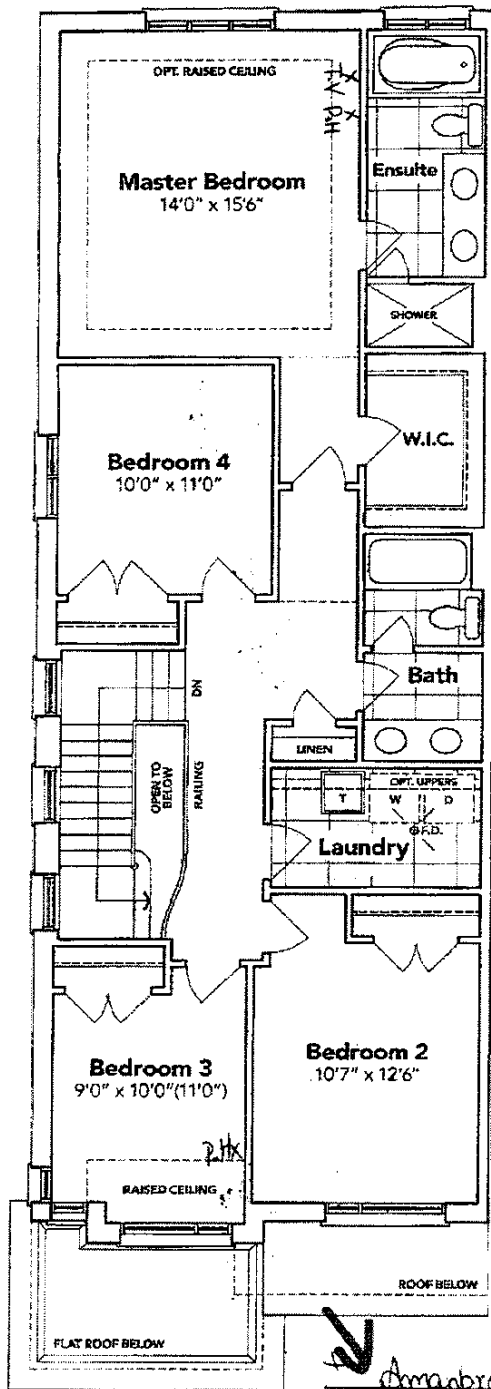 OPT. RAISED CEILING
T.V PH
Master Bedroom
14'0" x 15'6"
Ensuite
SHOWER
W.I.C.
Bedroom 4
10'0" x 11'0"
DN
Bath
OPEN TO
BELOW
RAILING
LINEN
OPT. UPPERS
T
W
D
G.F.D.
Laundry
Bedroom 3
9'0" x 10'0"(11'0")
Bedroom 2
10'7" x 12'6"
P.H
RAISED CEILING
ROOF BELOW
FLAT ROOF BELOW